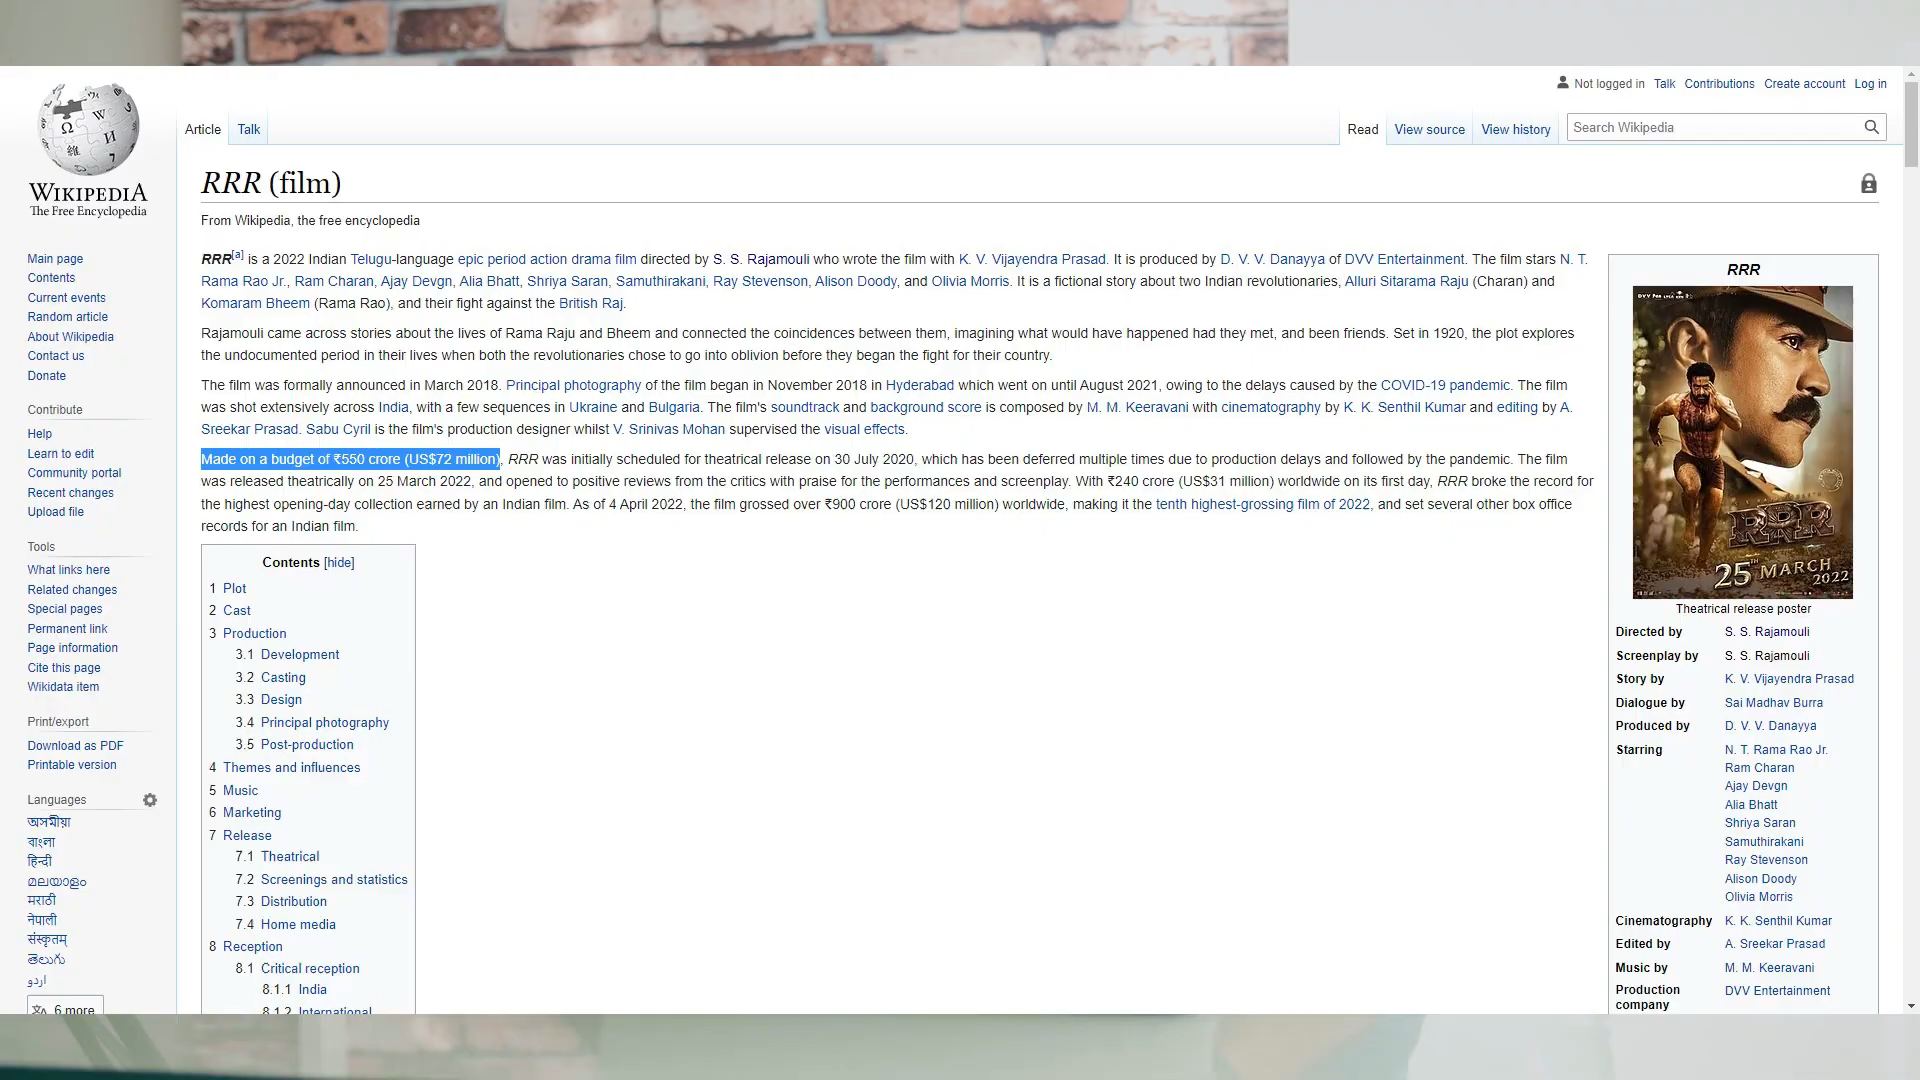 Not logged in Talk Contributions Create account Log in
Article Talk Read View source View history Search Wikipedia
WIKIPEDIA
The Free Encyclopedia
Main page
Contents
Current events
Random article
About Wikipedia
Contact us
Donate
Contribute
Help
Learn to edit
Community portal
Recent changes
Upload file
Tools
What links here
Related changes
Special pages
Permanent link
Page information
Cite this page
Wikidata item
Print/export
Download as PDF
Printable version
Languages
অসমীয়া
বাংলা
हिन्दी
മലയാളം
मराठी
नेपाली
संस्कृतम्
తెలుగు
اردو
6 more
RRR (film)
From Wikipedia, the free encyclopedia
RRR[a] is a 2022 Indian Telugu-language epic period action drama film directed by S. S. Rajamouli who wrote the film with K. V. Vijayendra Prasad. It is produced by D. V. V. Danayya of DVV Entertainment. The film stars N. T.
Rama Rao Jr., Ram Charan, Ajay Devgn, Alia Bhatt, Shriya Saran, Samuthirakani, Ray Stevenson, Alison Doody, and Olivia Morris. It is a fictional story about two Indian revolutionaries, Alluri Sitarama Raju (Charan) and
Komaram Bheem (Rama Rao), and their fight against the British Raj.
Rajamouli came across stories about the lives of Rama Raju and Bheem and connected the coincidences between them, imagining what would have happened had they met, and been friends. Set in 1920, the plot explores
the undocumented period in their lives when both the revolutionaries chose to go into oblivion before they began the fight for their country.
The film was formally announced in March 2018. Principal photography of the film began in November 2018 in Hyderabad which went on until August 2021, owing to the delays caused by the COVID-19 pandemic. The film
was shot extensively across India, with a few sequences in Ukraine and Bulgaria. The film's soundtrack and background score is composed by M. M. Keeravani with cinematography by K. K. Senthil Kumar and editing by A.
Sreekar Prasad. Sabu Cyril is the film's production designer whilst V. Srinivas Mohan supervised the visual effects.
Made on a budget of ₹550 crore (US$72 million), RRR was initially scheduled for theatrical release on 30 July 2020, which has been deferred multiple times due to production delays and followed by the pandemic. The film
was released theatrically on 25 March 2022, and opened to positive reviews from the critics with praise for the performances and screenplay. With ₹240 crore (US$31 million) worldwide on its first day, RRR broke the record for
the highest opening-day collection earned by an Indian film. As of 4 April 2022, the film grossed over ₹900 crore (US$120 million) worldwide, making it the tenth highest-grossing film of 2022, and set several other box office
records for an Indian film.
Contents [hide]
1 Plot
2 Cast
3 Production
3.1 Development
3.2 Casting
3.3 Design
3.4 Principal photography
3.5 Post-production
4 Themes and influences
5 Music
6 Marketing
7 Release
7.1 Theatrical
7.2 Screenings and statistics
7.3 Distribution
7.4 Home media
8 Reception
8.1 Critical reception
8.1.1 India
8.1.2 International
RRR
RRR
25TH MARCH
2022
Theatrical release poster
Directed by S. S. Rajamouli
Screenplay by S. S. Rajamouli
Story by K. V. Vijayendra Prasad
Dialogue by Sai Madhav Burra
Produced by D. V. V. Danayya
Starring N. T. Rama Rao Jr.
Ram Charan
Ajay Devgn
Alia Bhatt
Shriya Saran
Samuthirakani
Ray Stevenson
Alison Doody
Olivia Morris
Cinematography K. K. Senthil Kumar
Edited by A. Sreekar Prasad
Music by M. M. Keeravani
Production DVV Entertainment
company